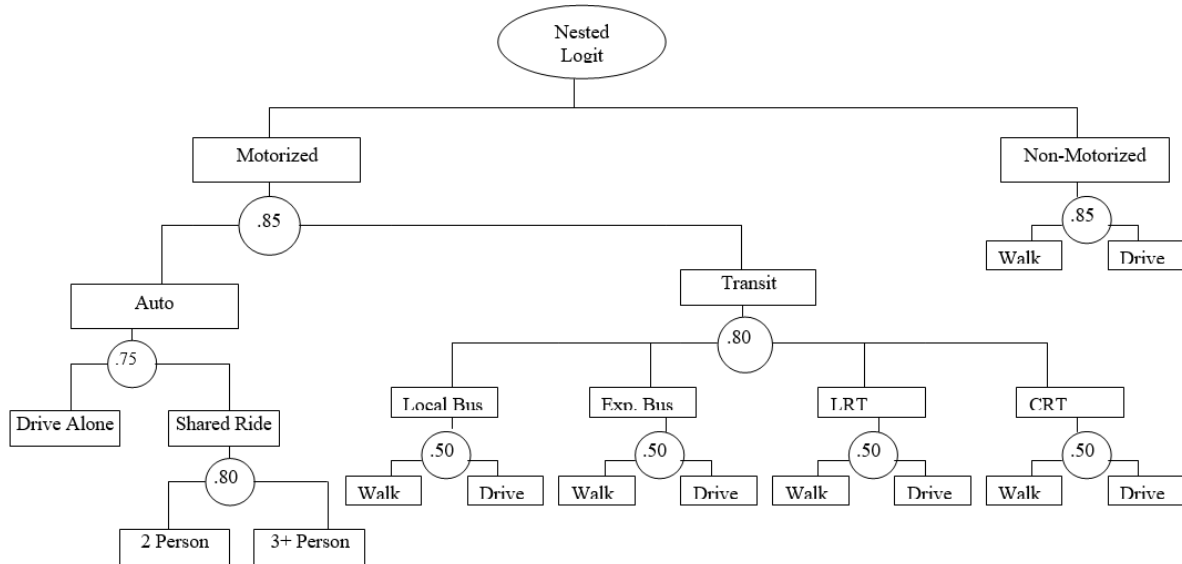 Nested
Logit
Motorized
Non-Motorized
.85
.85
Walk
Drive
Auto
Transit
.75
.80
Drive Alone
Shared Ride
Local Bus
Exp. Bus
LRT
CRT
.80
.50
.50
.50
.50
Walk
Drive
Walk
Drive
Walk
Drive
Walk
Drive
2 Person
3+ Person